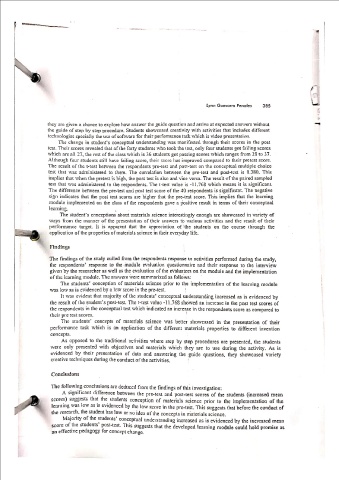 Lynn Geecarra Penales 265
they are given a chance to explore how answer the guide question and arrive at expected answers without
the guide of step by step procedure. Students showered creativity with activities that includes different
technologies specially the use of software for their performance task which is video presentation.
The change in student's conceptual understanding was manifested through their scores in the post
test. Their scores revealed that of the forty students who took the test, only four students got failing scores
which are all 23, the rest of the class which is 36 students got passing scores which ranges from 26 to 37.
Although four students still have failing score, their score has improved compared to their pretest score.
The result of the t-test between the respondents pre-test and post-test on the conceptual multiple choice
test that was administered to them. The correlation between the pre-test and post-test is 0.380. This
implies that when the pretest is high, the post test is also and vice versa. The result of the paired sampled
test that was administered to the respondents. The t-test value is -11.768 which means it is significant.
The difference between the pre-test and post test score of the 40 respondents is significant. The negative
sign indicates that the post test scores are higher that the pre-test score. This implies that the learning
module implemented on the class of the respondents gave a positive result in terms of their conceptual
learning.
The student's conceptions about materials science interestingly enough are showcased in variety of
ways from the manner of the presentation of their answers to various activities and the result of their
performance target. It is apparent that the appreciation of the students on the course through the
application of the properties of materials science in their everyday life.
Findings
The findings of the study culled from the respondents response to activities performed during the study,
the respondents' response to the module evaluation questionnaire and their response to the interview
given by the researcher as well as the evaluation of the evaluators on the module and the implementation
of the learning module. The answers were summarized as follows:
The students' conception of materials science prior to the implementation of the learning module
was low as is evidenced by a low score in the pre-test.
It was evident that majority of the students' conceptual understanding increased as is evidenced by
the result of the student's post-test. The t-test value -11.768 showed an increase in the post test scores of
the respondents in the conceptual test which indicated an increase in the respondents score as compared to
their pre test scores.
The students' concepts of materials science was better showcased in the presentation of their
performance task which is an application of the different materials properties to different invention
concepts.
As opposed to the traditional activities where step by step procedures are presented, the students
were only presented with objectives and materials which they are to use during the activity. As is
evidenced by their presentation of data and answering the guide questions, they showcased variety
creative techniques during the conduct of the activities.
Conclusions
The following conclusions are deduced from the findings of this investigation:
A significant difference between the pre-test and post-test scores of the students (increased mean
scores) suggests that the students conception of materials science prior to the implementation of the
learning was low as is evidenced by the low score in the pre-test. This suggests that before the conduct of
the research, the student has low or no idea of the concepts in materials science.
Majority of the students' conceptual understanding increased as is evidenced by the increased mean
score of the students' post-test. This suggests that the developed learning module could hold promise as
an effective pedagogy for concept change.